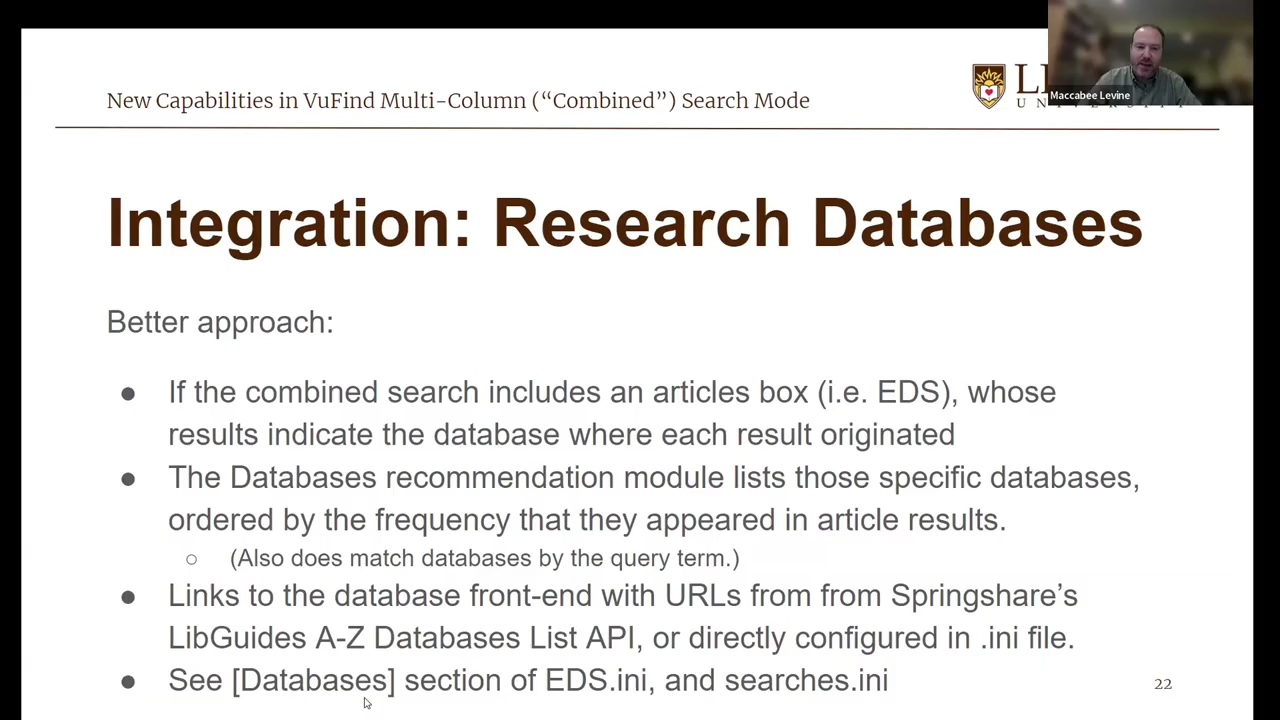 New Capabilities in VuFind Multi-Column (“Combined”) Search Mode
Maccabee Levine
Integration: Research Databases
Better approach:
● If the combined search includes an articles box (i.e. EDS), whose
results indicate the database where each result originated
● The Databases recommendation module lists those specific databases,
ordered by the frequency that they appeared in article results.
○ (Also does match databases by the query term.)
● Links to the database front-end with URLs from from Springshare’s
LibGuides A-Z Databases List API, or directly configured in .ini file.
● See [Databases] section of EDS.ini, and searches.ini
22